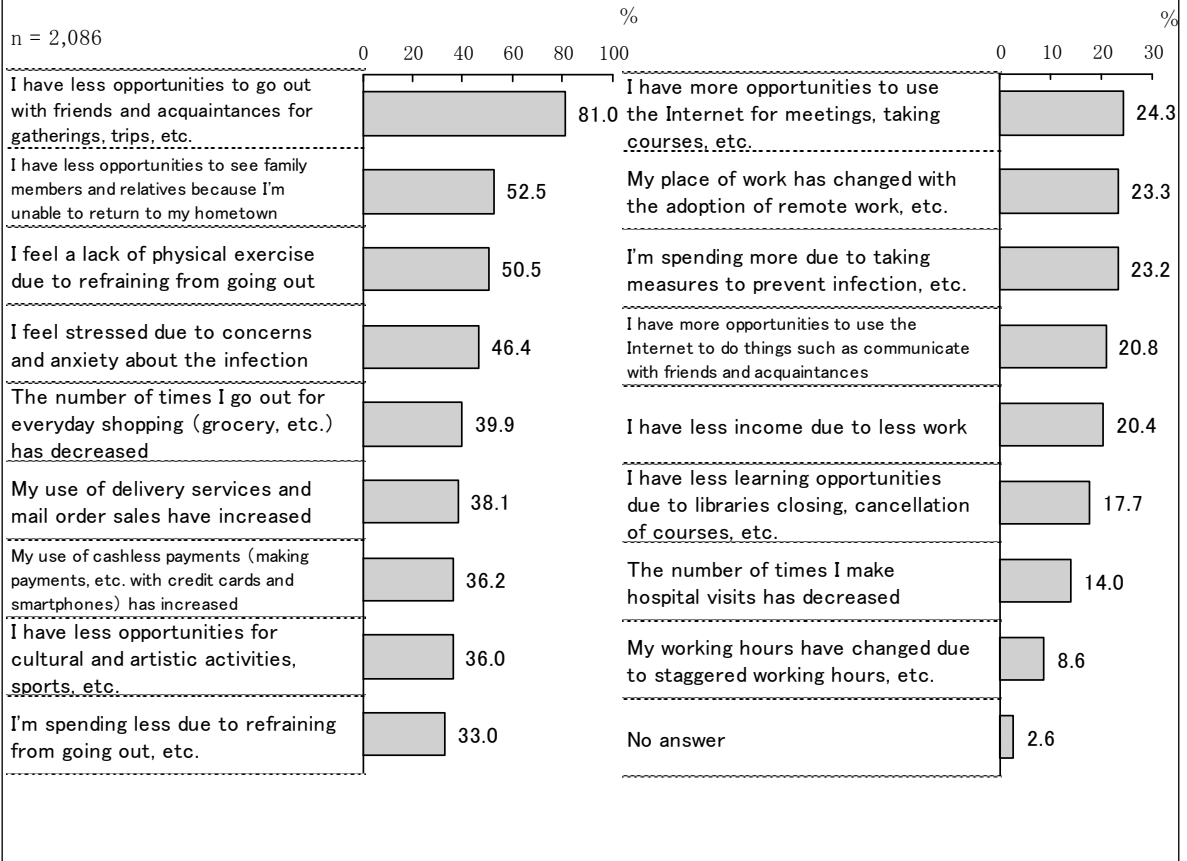 %
%
n = 2,086
0 20 40 60 80 100
I have less opportunities to go out
with friends and acquaintances for
gatherings, trips, etc.
81.0
I have less opportunities to see family
members and relatives because I'm
unable to return to my hometown
52.5
I feel a lack of physical exercise
due to refraining from going out
50.5
I feel stressed due to concerns
and anxiety about the infection
46.4
The number of times I go out for
everyday shopping (grocery, etc.)
has decreased
39.9
My use of delivery services and
mail order sales have increased
38.1
My use of cashless payments (making
payments, etc. with credit cards and
smartphones) has increased
36.2
I have less opportunities for
cultural and artistic activities,
sports, etc.
36.0
I'm spending less due to refraining
from going out, etc.
33.0
0 10 20 30
I have more opportunities to use
the Internet for meetings, taking
courses, etc.
24.3
My place of work has changed with
the adoption of remote work, etc.
23.3
I'm spending more due to taking
measures to prevent infection, etc.
23.2
I have more opportunities to use the
Internet to do things such as communicate
with friends and acquaintances
20.8
I have less income due to less work
20.4
I have less learning opportunities
due to libraries closing, cancellation
of courses, etc.
17.7
The number of times I make
hospital visits has decreased
14.0
My working hours have changed due
to staggered working hours, etc.
8.6
No answer
2.6